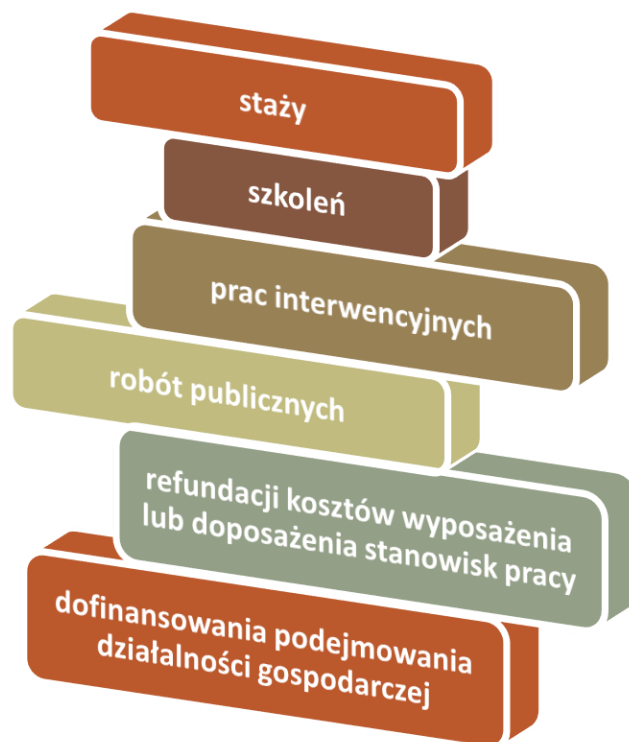 staży
szkoleń
prac interwencyjnych
robót publicznych
refundacji kosztów wyposażenia
lub doposażenia stanowisk pracy
dofinansowania podejmowania
działalności gospodarczej